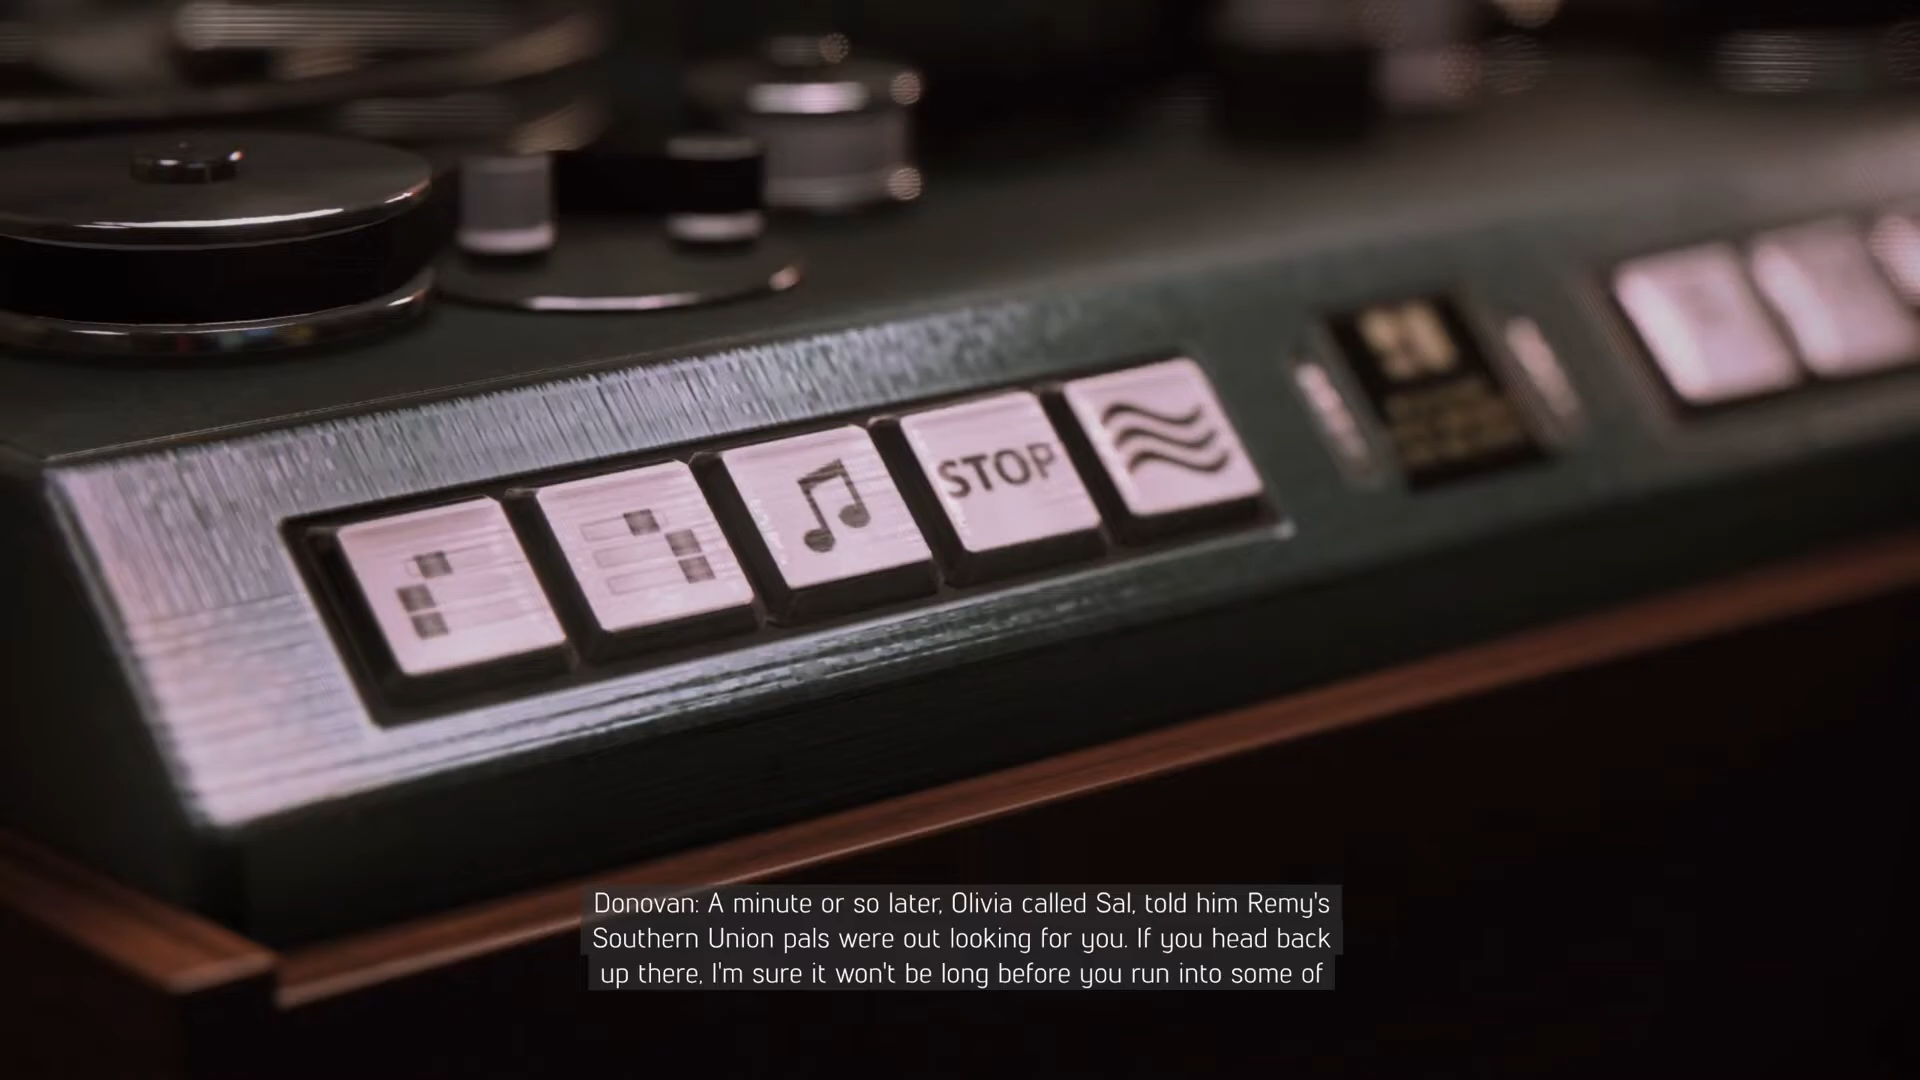 STOP
Donovan: A minute or so later, Olivia called Sal, told him Remy's
Southern Union pals were out looking for you. If you head back
up there, I'm sure it won't be long before you run into some of